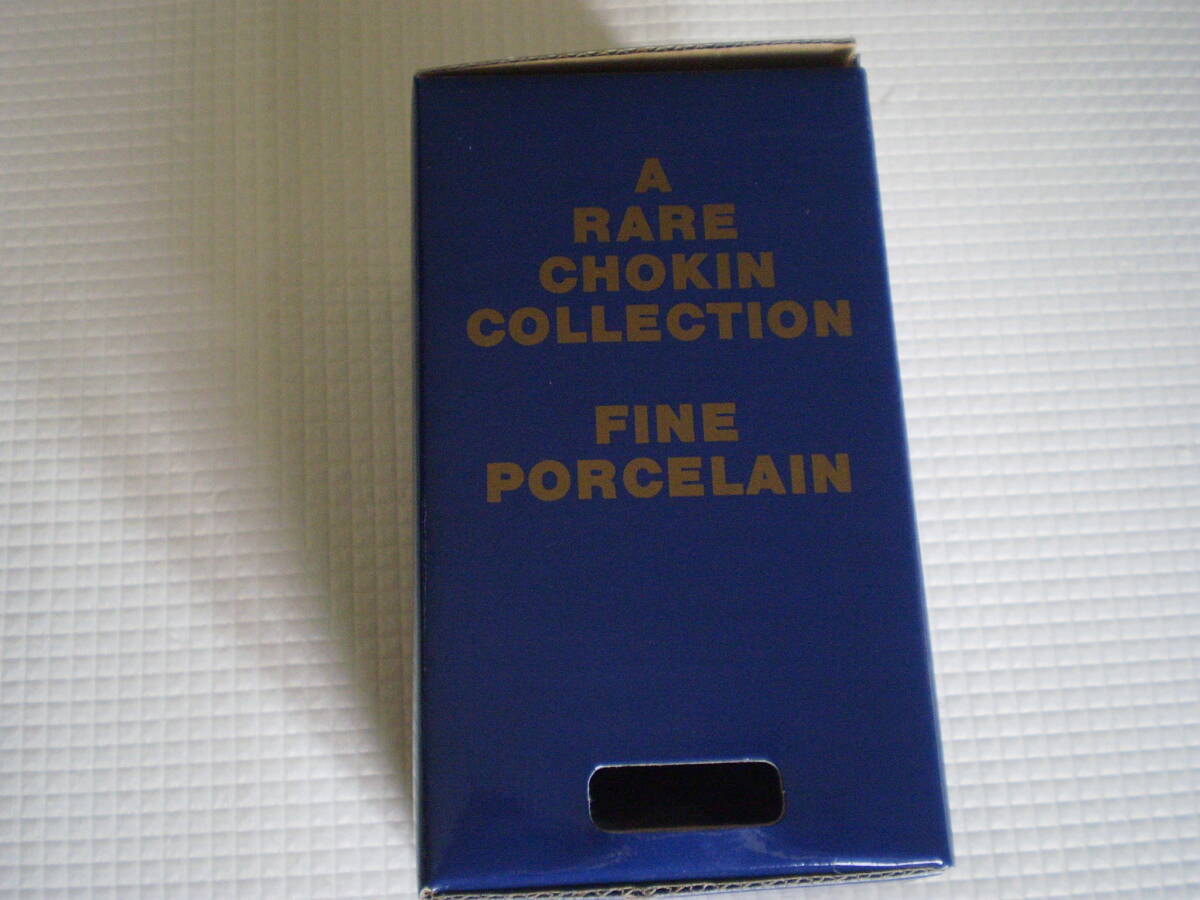 A
RARE
CHOKIN
COLLECTION
FINE
PORCELAIN